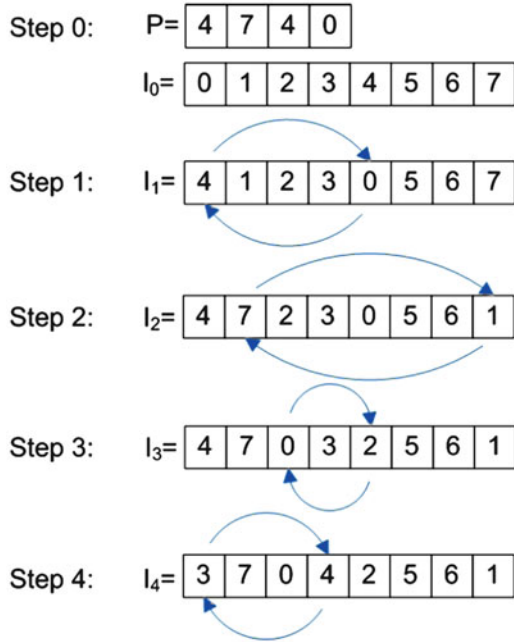 Step 0: P= 4 7 4 0
I0= 0 1 2 3 4 5 6 7
Step 1: I1= 4 1 2 3 0 5 6 7
Step 2: I2= 4 7 2 3 0 5 6 1
Step 3: I3= 4 7 0 3 2 5 6 1
Step 4: I4= 3 7 0 4 2 5 6 1